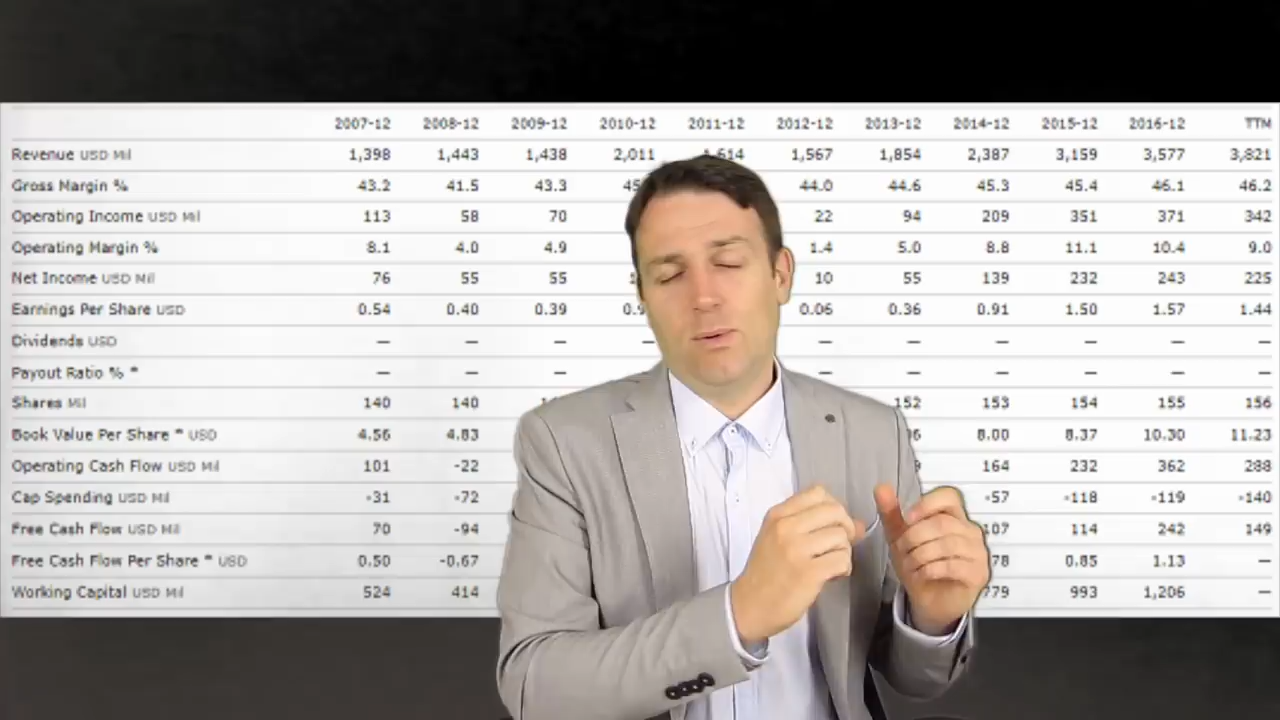 2007-12 2008-12 2009-12 2010-12 2011-12 2012-12 2013-12 2014-12 2015-12 2016-12 TTM
Revenue USD Mil 1,398 1,443 1,438 2,011 1,614 1,567 1,854 2,387 3,159 3,577 3,821
Gross Margin % 43.2 41.5 43.3 45 44.0 44.6 45.3 45.4 46.1 46.2
Operating Income USD Mil 113 58 70 22 94 209 351 371 342
Operating Margin % 8.1 4.0 4.9 1.4 5.0 8.8 11.1 10.4 9.0
Net Income USD Mil 76 55 55 10 55 139 232 243 225
Earnings Per Share USD 0.54 0.40 0.39 0.9 0.06 0.36 0.91 1.50 1.57 1.44
Dividends USD — — — — — — — — —
Payout Ratio % * — — — — — — — — —
Shares Mil 140 140 152 153 154 155 156
Book Value Per Share * USD 4.56 4.83 8.00 8.37 10.30 11.23
Operating Cash Flow USD Mil 101 -22 164 232 362 288
Cap Spending USD Mil -31 -72 -57 -118 -119 -140
Free Cash Flow USD Mil 70 -94 107 114 242 149
Free Cash Flow Per Share * USD 0.50 -0.67 78 0.85 1.13 —
Working Capital USD Mil 524 414 779 993 1,206 —